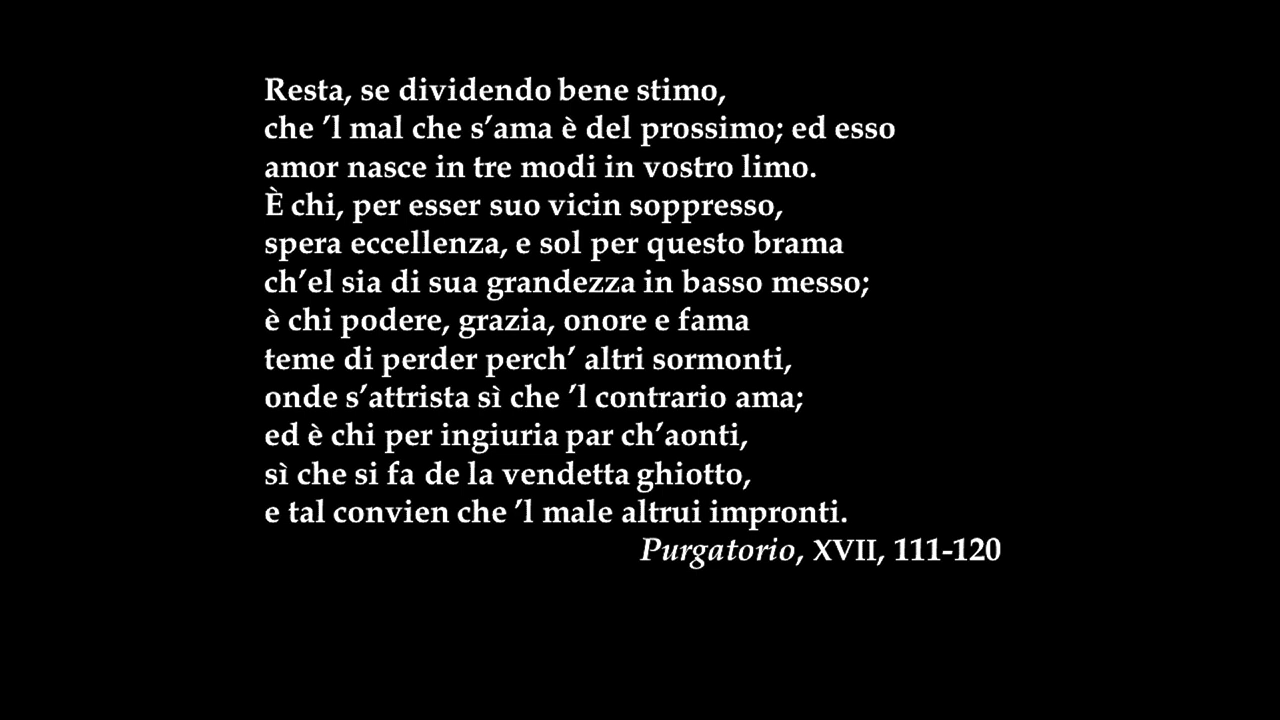 Resta, se dividendo bene stimo,
che ’l mal che s’ama è del prossimo; ed esso
amor nasce in tre modi in vostro limo.
È chi, per esser suo vicin soppresso,
spera eccellenza, e sol per questo brama
ch’el sia di sua grandezza in basso messo;
è chi podere, grazia, onore e fama
teme di perder perch’ altri sormonti,
onde s’attrista sì che ’l contrario ama;
ed è chi per ingiuria par ch’aonti,
sì che si fa de la vendetta ghiotto,
e tal convien che ’l male altrui impronti.
Purgatorio, XVII, 111-120